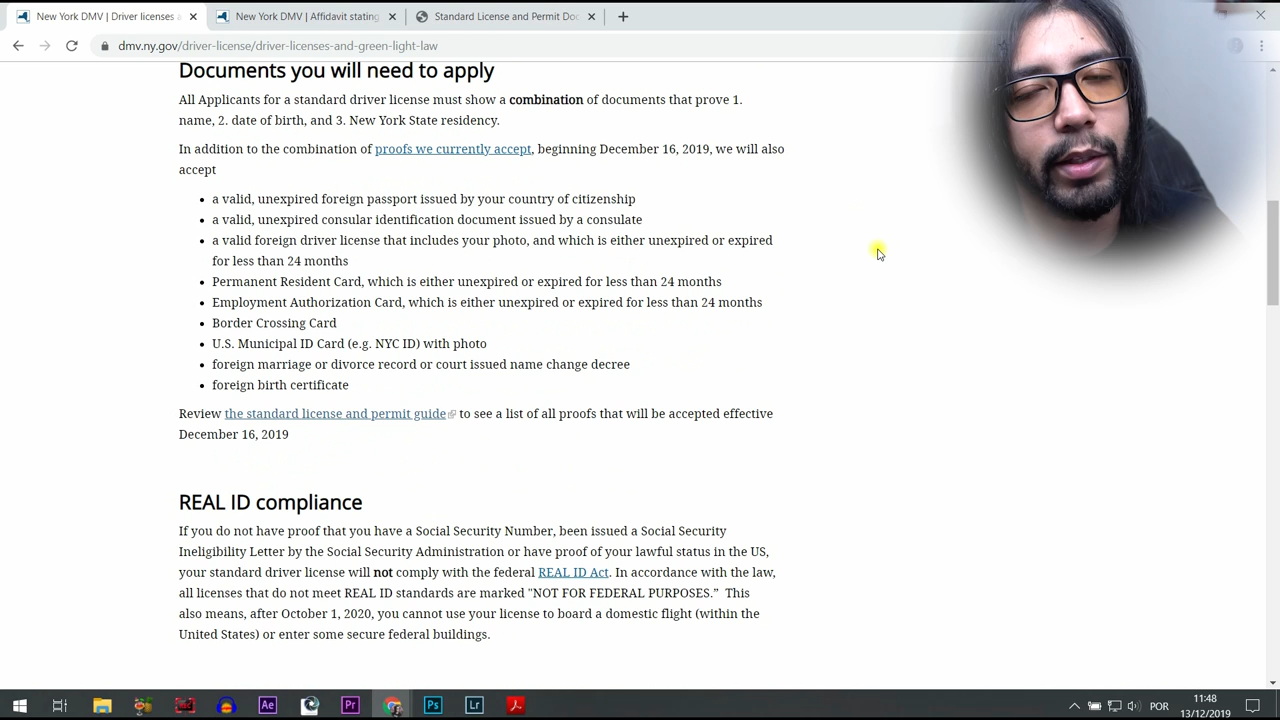 New York DMV | Driver licenses a
New York DMV | Affidavit stating
Standard License and Permit Doc
dmv.ny.gov/driver-license/driver-licenses-and-green-light-law
Documents you will need to apply
All Applicants for a standard driver license must show a combination of documents that prove 1.
name, 2. date of birth, and 3. New York State residency.
In addition to the combination of proofs we currently accept, beginning December 16, 2019, we will also
accept
• a valid, unexpired foreign passport issued by your country of citizenship
• a valid, unexpired consular identification document issued by a consulate
• a valid foreign driver license that includes your photo, and which is either unexpired or expired
for less than 24 months
• Permanent Resident Card, which is either unexpired or expired for less than 24 months
• Employment Authorization Card, which is either unexpired or expired for less than 24 months
• Border Crossing Card
• U.S. Municipal ID Card (e.g. NYC ID) with photo
• foreign marriage or divorce record or court issued name change decree
• foreign birth certificate
Review the standard license and permit guide to see a list of all proofs that will be accepted effective
December 16, 2019
REAL ID compliance
If you do not have proof that you have a Social Security Number, been issued a Social Security
Ineligibility Letter by the Social Security Administration or have proof of your lawful status in the US,
your standard driver license will not comply with the federal REAL ID Act. In accordance with the law,
all licenses that do not meet REAL ID standards are marked "NOT FOR FEDERAL PURPOSES.”  This
also means, after October 1, 2020, you cannot use your license to board a domestic flight (within the
United States) or enter some secure federal buildings.
Ae
Pr
Ps
Lr
POR
11:48
13/12/2019